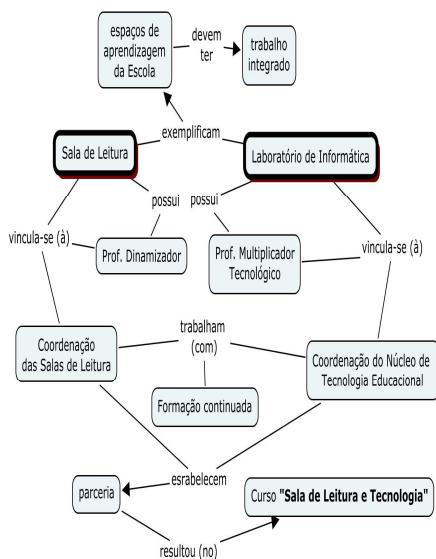 espaços de
aprendizagem
da Escola
devem
ter
trabalho
integrado
exemplificam
Sala de Leitura
Laboratório de Informática
possui
possui
vincula-se (à)
Prof. Dinamizador
Prof. Multiplicador
Tecnológico
vincula-se (à)
Coordenação
das Salas de Leitura
trabalham
(com)
Coordenação do Núcleo de
Tecnologia Educacional
Formação continuada
esrabelecem
parceria
Curso "Sala de Leitura e Tecnologia"
resultou (no)